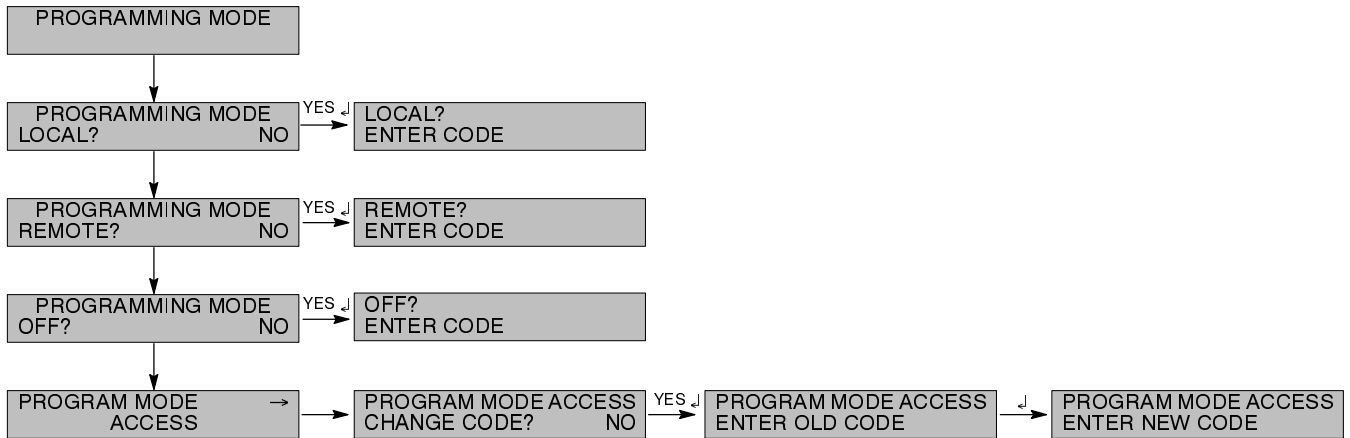 PROGRAMMING MODE
PROGRAMMING MODE
LOCAL? NO
YES ↲
LOCAL?
ENTER CODE
PROGRAMMING MODE
REMOTE? NO
YES ↲
REMOTE?
ENTER CODE
PROGRAMMING MODE
OFF? NO
YES ↲
OFF?
ENTER CODE
PROGRAM MODE →
ACCESS
PROGRAM MODE ACCESS
CHANGE CODE? NO
YES ↲
PROGRAM MODE ACCESS
ENTER OLD CODE
↲
PROGRAM MODE ACCESS
ENTER NEW CODE